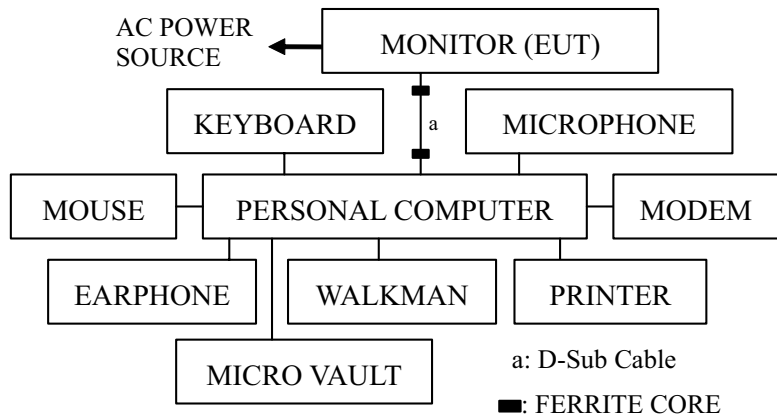 AC POWER
SOURCE
MONITOR (EUT)
KEYBOARD
a
MICROPHONE
MOUSE
PERSONAL COMPUTER
MODEM
EARPHONE
WALKMAN
PRINTER
MICRO VAULT
a: D-Sub Cable
: FERRITE CORE